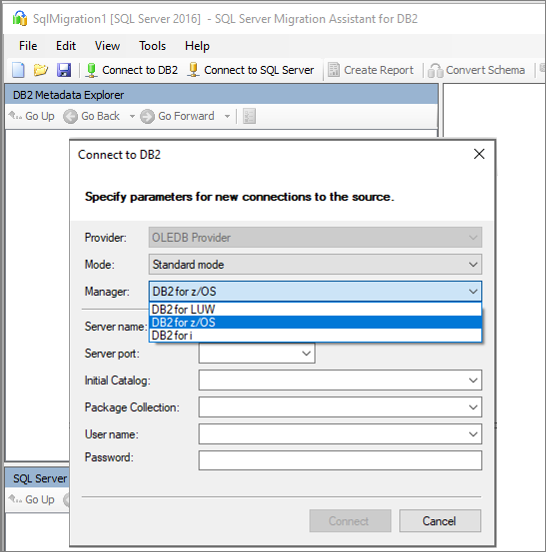 SqlMigration1 [SQL Server 2016] - SQL Server Migration Assistant for DB2
File Edit View Tools Help
Connect to DB2 Connect to SQL Server Create Report Convert Schema
DB2 Metadata Explorer
Go Up Go Back Go Forward
Connect to DB2
Specify parameters for new connections to the source.
Provider: OLEDB Provider
Mode: Standard mode
Manager: DB2 for z/OS
DB2 for LUW
Server name: DB2 for z/OS
DB2 for i
Server port:
Initial Catalog:
Package Collection:
User name:
Password:
SQL Server
Go Up
Connect Cancel